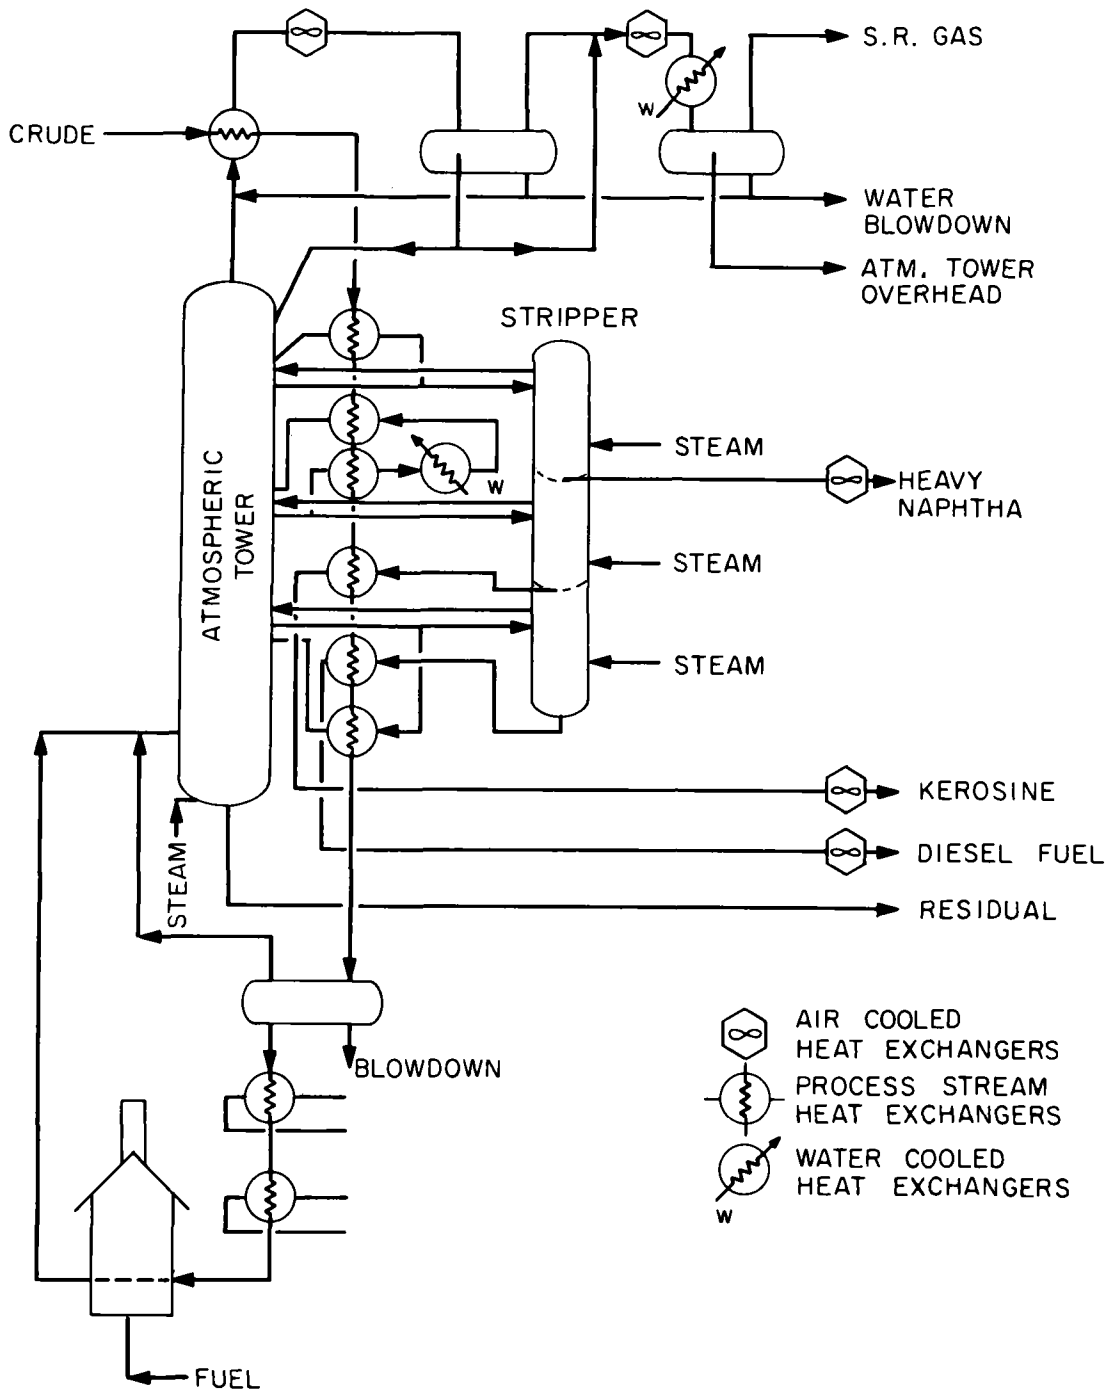 S.R. GAS
CRUDE
W
WATER
BLOWDOWN
ATM. TOWER
OVERHEAD
STRIPPER
STEAM
HEAVY
NAPHTHA
W
ATMOSPHERIC
TOWER
STEAM
STEAM
KEROSINE
DIESEL FUEL
STEAM
RESIDUAL
BLOWDOWN
AIR COOLED
HEAT EXCHANGERS
PROCESS STREAM
HEAT EXCHANGERS
WATER COOLED
HEAT EXCHANGERS
W
FUEL